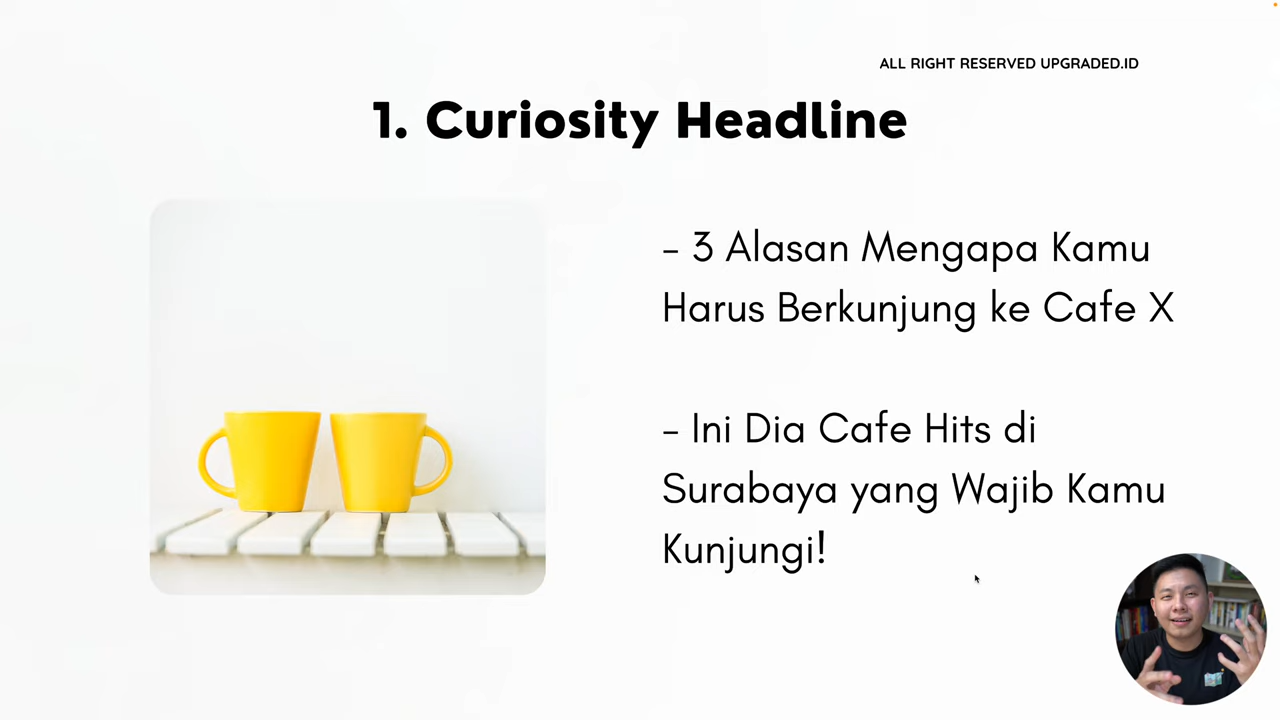 ALL RIGHT RESERVED UPGRADED.ID
1. Curiosity Headline
– 3 Alasan Mengapa Kamu
Harus Berkunjung ke Cafe X
– Ini Dia Cafe Hits di
Surabaya yang Wajib Kamu
Kunjungi!